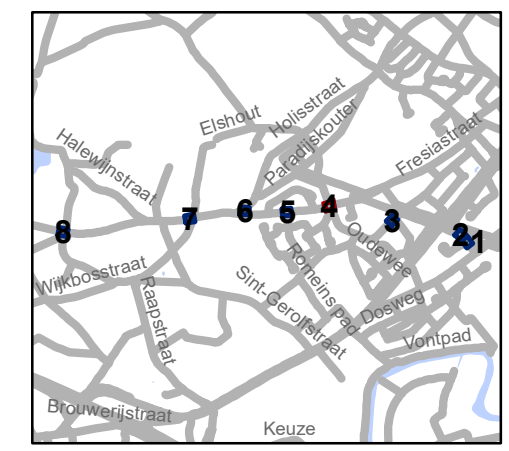 Elshout
Holisstraat
Paradijskouter
Fresiastraat
Halewijnstraat
8
7
6
5
4
3
2
1
Oudewee
Romeins pad
Wijkbosstraat
Raapstraat
Sint-Gerolfstraat
Dosweg
Vontpad
Brouwerijstraat
Keuze